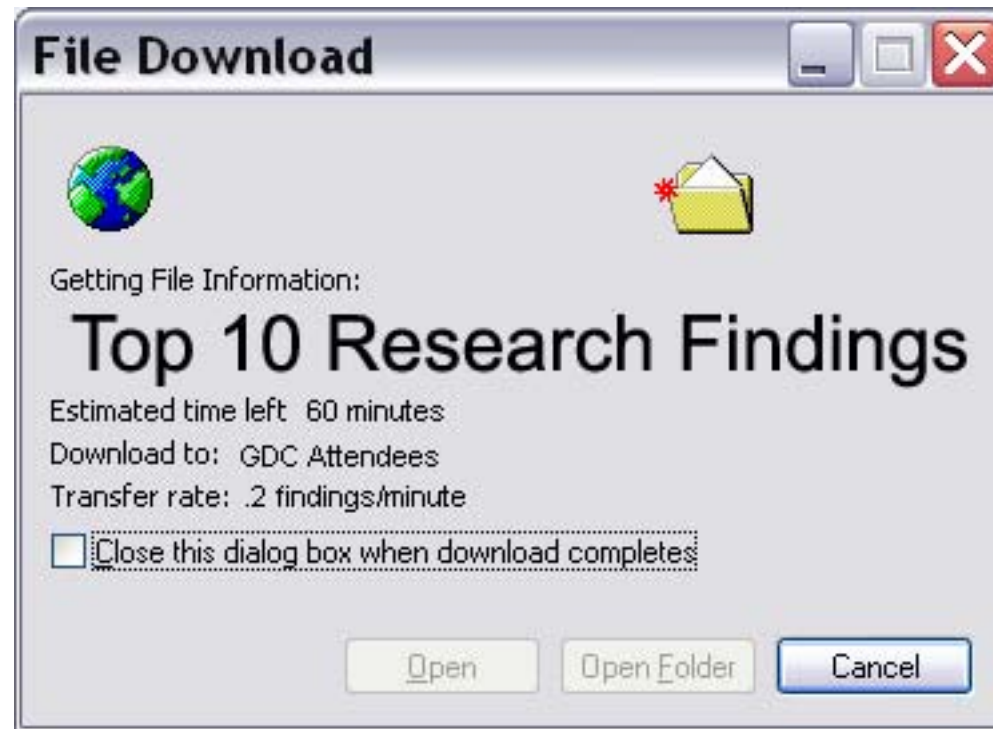 File Download
Getting File Information:
Top 10 Research Findings
Estimated time left 60 minutes
Download to: GDC Attendees
Transfer rate: .2 findings/minute
Close this dialog box when download completes
Open Open Folder Cancel